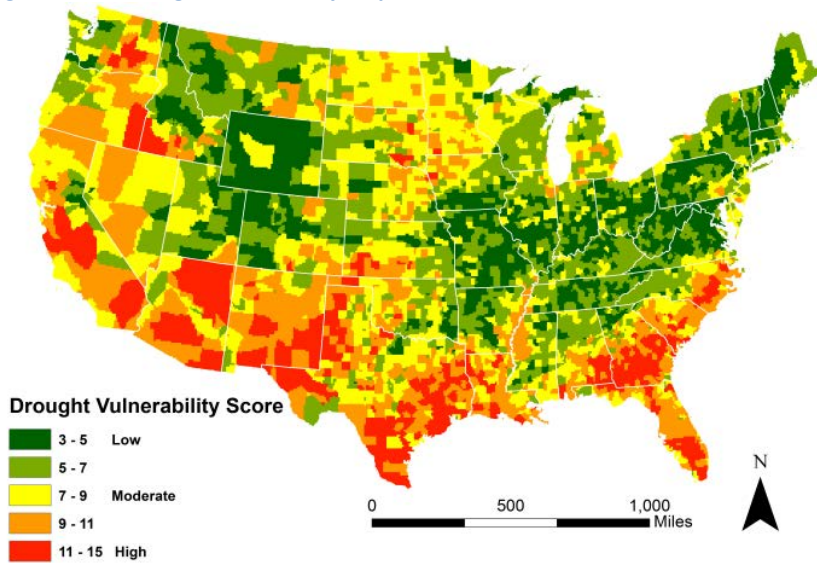 Drought Vulnerability Score
3 - 5 Low
5 - 7
7 - 9 Moderate
9 - 11
11 - 15 High
0 500 1,000
Miles
N